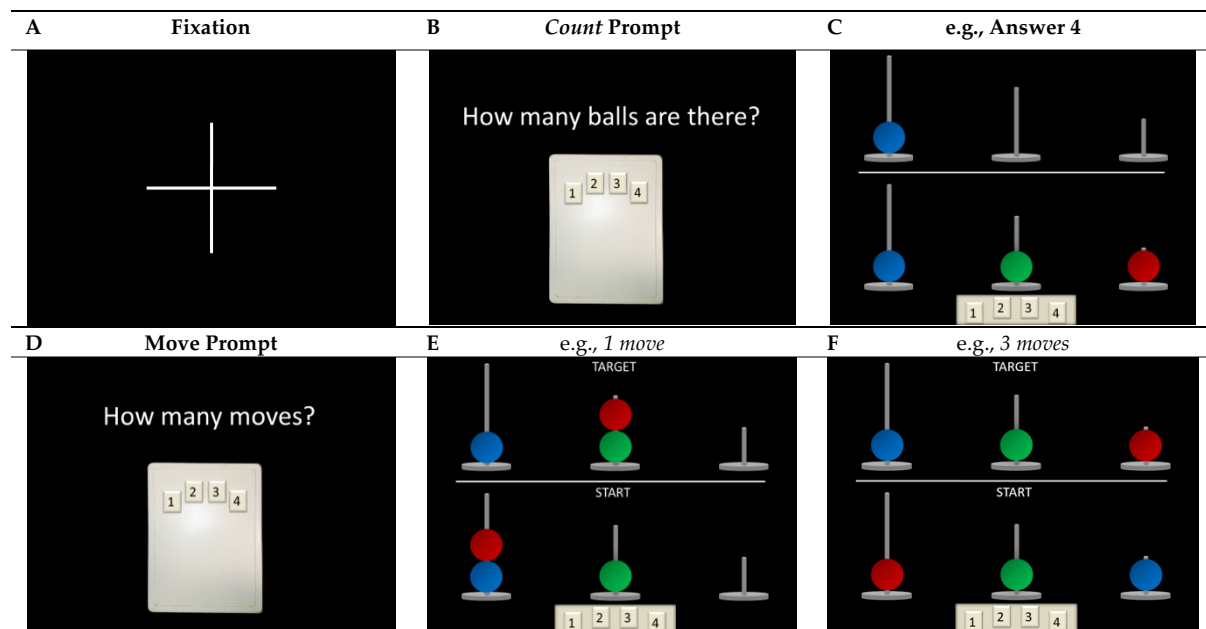 A Fixation B Count Prompt C e.g., Answer 4
How many balls are there?
1 2 3 4
1 2 3 4
D Move Prompt E e.g., 1 move F e.g., 3 moves
How many moves?
1 2 3 4
TARGET
START
1 2 3 4
TARGET
START
1 2 3 4